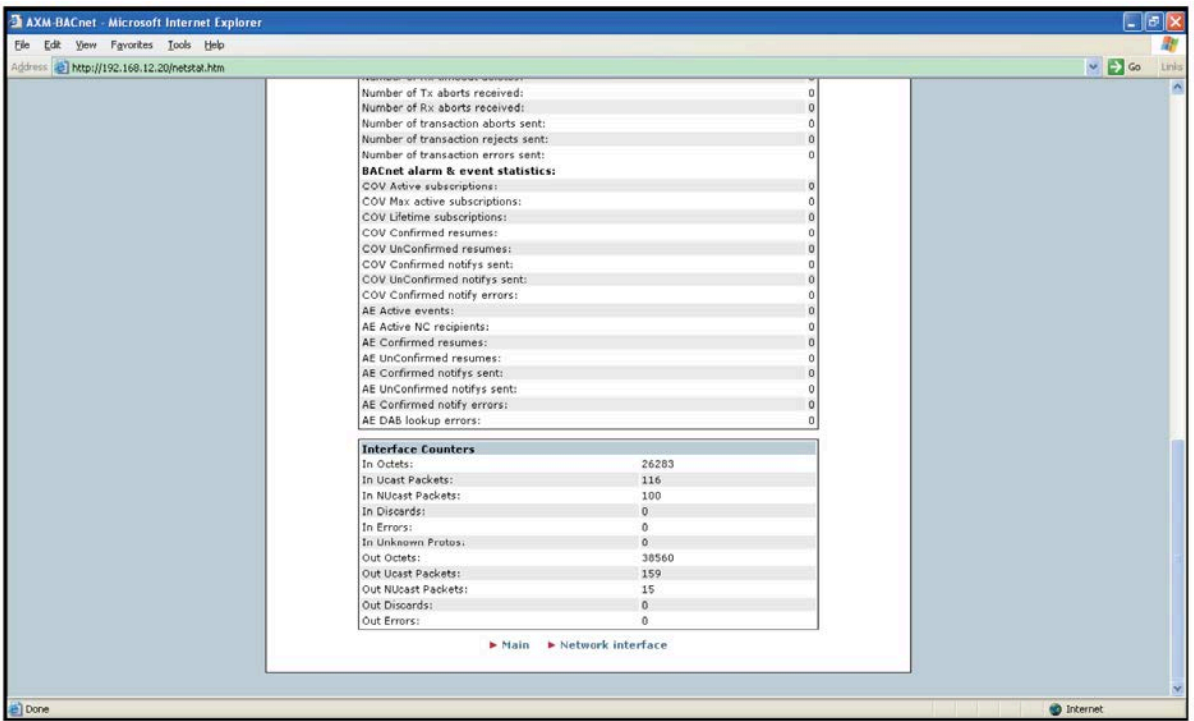 AXM-BACnet - Microsoft Internet Explorer
File Edit View Favorites Tools Help
Address http://192.168.12.20/netstat.htm Go Links
Number of Tx aborts received: 0
Number of Rx aborts received: 0
Number of transaction aborts sent: 0
Number of transaction rejects sent: 0
Number of transaction errors sent: 0
BACnet alarm & event statistics:
COV Active subscriptions: 0
COV Max active subscriptions: 0
COV Lifetime subscriptions: 0
COV Confirmed resumes: 0
COV UnConfirmed resumes: 0
COV Confirmed notifys sent: 0
COV UnConfirmed notifys sent: 0
COV Confirmed notify errors: 0
AE Active events: 0
AE Active NC recipients: 0
AE Confirmed resumes: 0
AE UnConfirmed resumes: 0
AE Confirmed notifys sent: 0
AE UnConfirmed notifys sent: 0
AE Confirmed notify errors: 0
AE DAB lookup errors: 0
Interface Counters
In Octets: 26283
In Ucast Packets: 116
In NUcast Packets: 100
In Discards: 0
In Errors: 0
In Unknown Protos: 0
Out Octets: 38560
Out Ucast Packets: 159
Out NUcast Packets: 15
Out Discards: 0
Out Errors: 0
Main Network interface
Done Internet